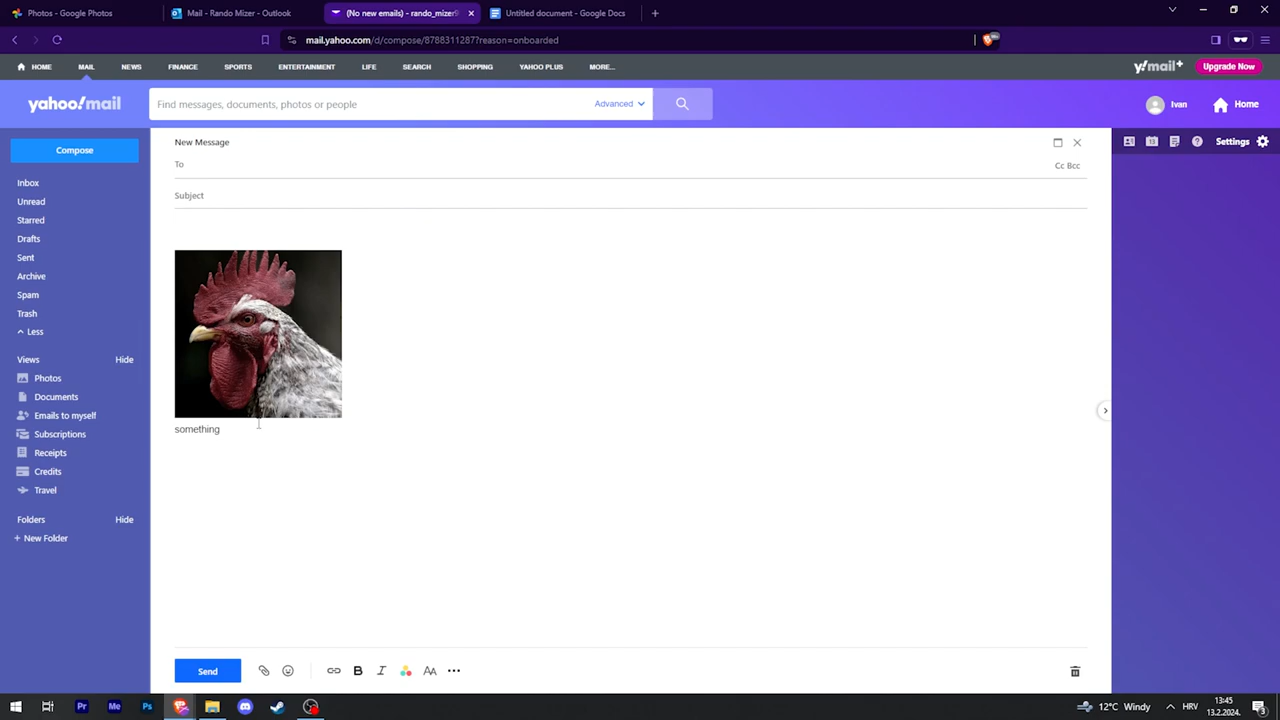 Photos - Google Photos
Mail - Rando Mizer - Outlook
(No new emails) - rando_mizer9
Untitled document - Google Docs
mail.yahoo.com/d/compose/8788311287?reason=onboarded
HOME MAIL NEWS FINANCE SPORTS ENTERTAINMENT LIFE SEARCH SHOPPING YAHOO PLUS MORE...
y!mail+ Upgrade Now
yahoo!mail
Find messages, documents, photos or people
Advanced
Ivan
Home
Compose
New Message
Settings
To
Cc Bcc
Subject
Inbox
Unread
Starred
Drafts
Sent
Archive
Spam
Trash
Less
Views Hide
Photos
Documents
Emails to myself
Subscriptions
Receipts
Credits
Travel
Folders Hide
+ New Folder
something
Send
B I AA
Pr Me Ps
12°C Windy
HRV
13:45
13.2.2024.
3